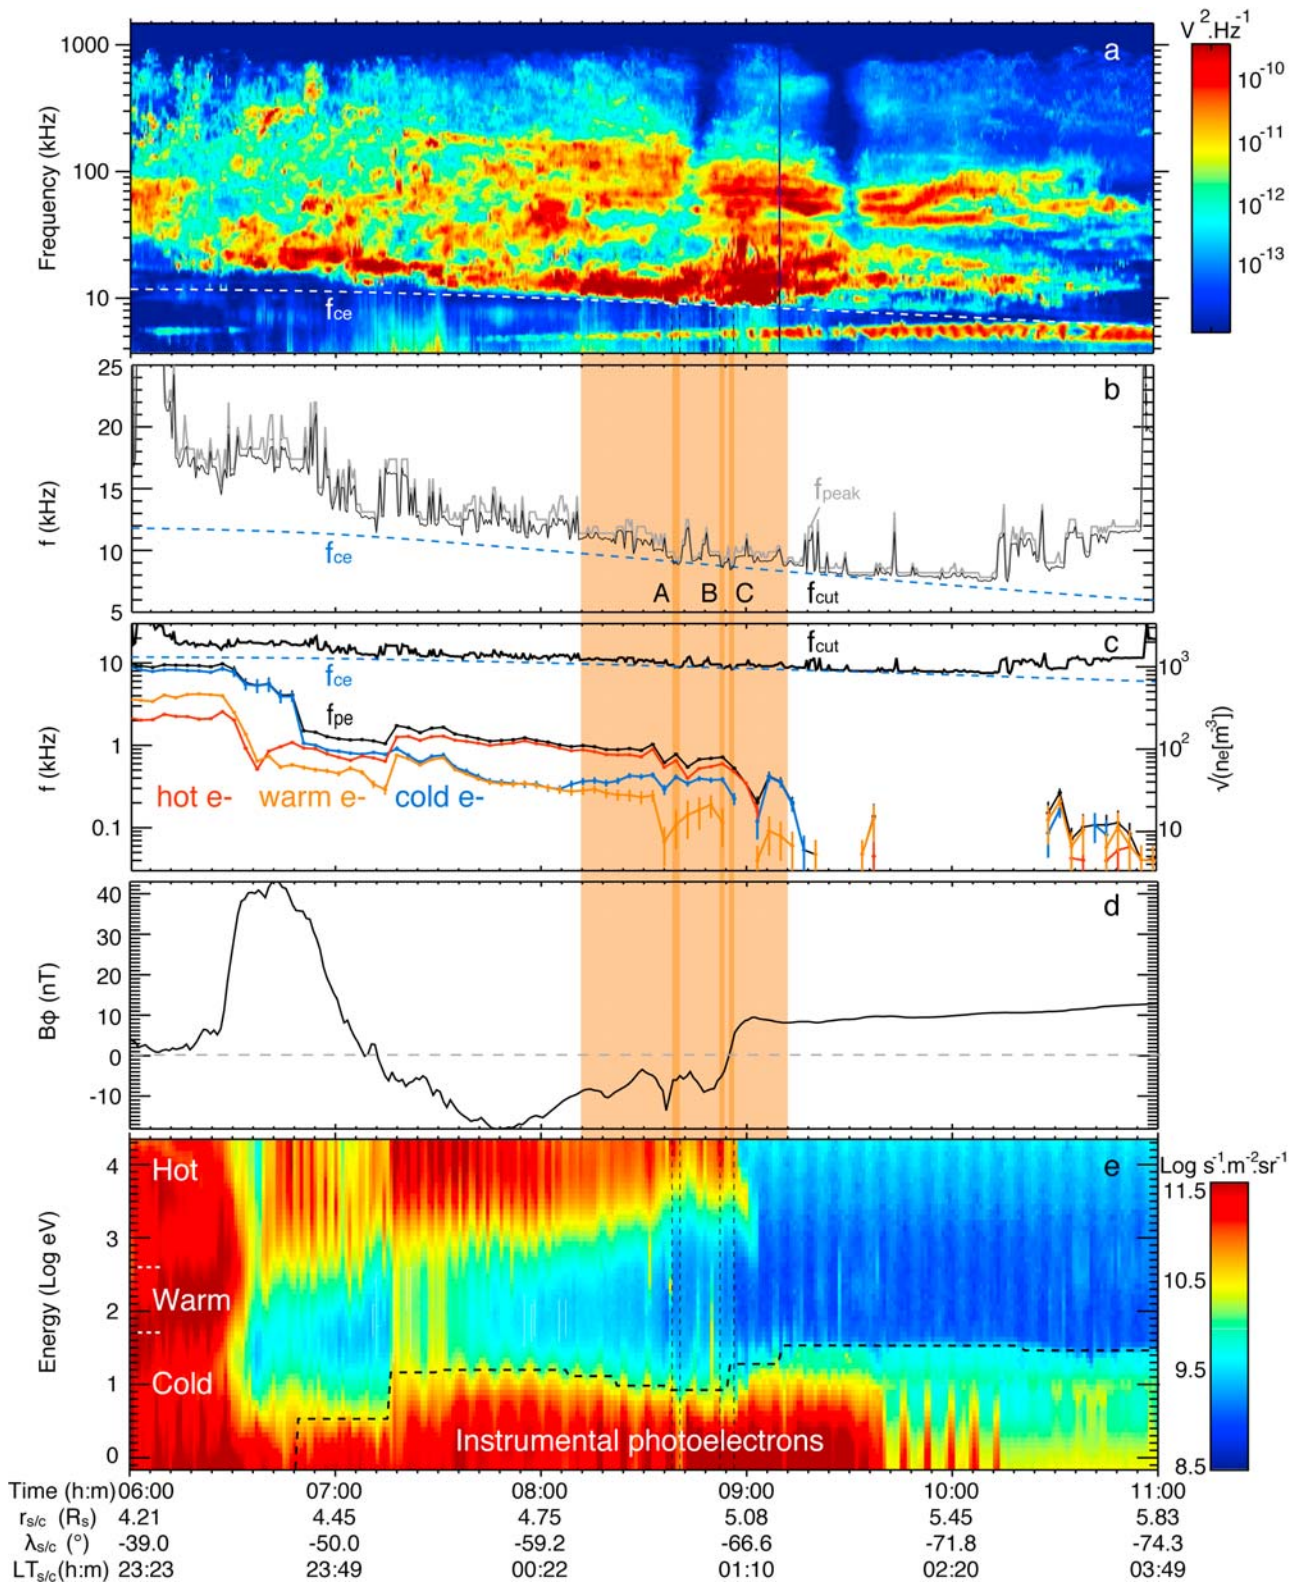 V².Hz⁻¹
a
1000
100
10
Frequency (kHz)
fce
10⁻¹⁰
10⁻¹¹
10⁻¹²
10⁻¹³
b
25
20
15
10
5
f (kHz)
fpeak
fce
A B C
fcut
c
10
1
0.1
f (kHz)
fcut
fce
fpe
hot e- warm e- cold e-
10³
10²
10
√(ne[m⁻³])
d
40
30
20
10
0
-10
Bϕ (nT)
e
4
3
2
1
0
Energy (Log eV)
Hot
Warm
Cold
Instrumental photoelectrons
Log s⁻¹.m⁻².sr⁻¹
11.5
10.5
9.5
8.5
Time (h:m) 06:00 07:00 08:00 09:00 10:00 11:00
rs/c (Rs) 4.21 4.45 4.75 5.08 5.45 5.83
λs/c (°) -39.0 -50.0 -59.2 -66.6 -71.8 -74.3
LTs/c(h:m) 23:23 23:49 00:22 01:10 02:20 03:49